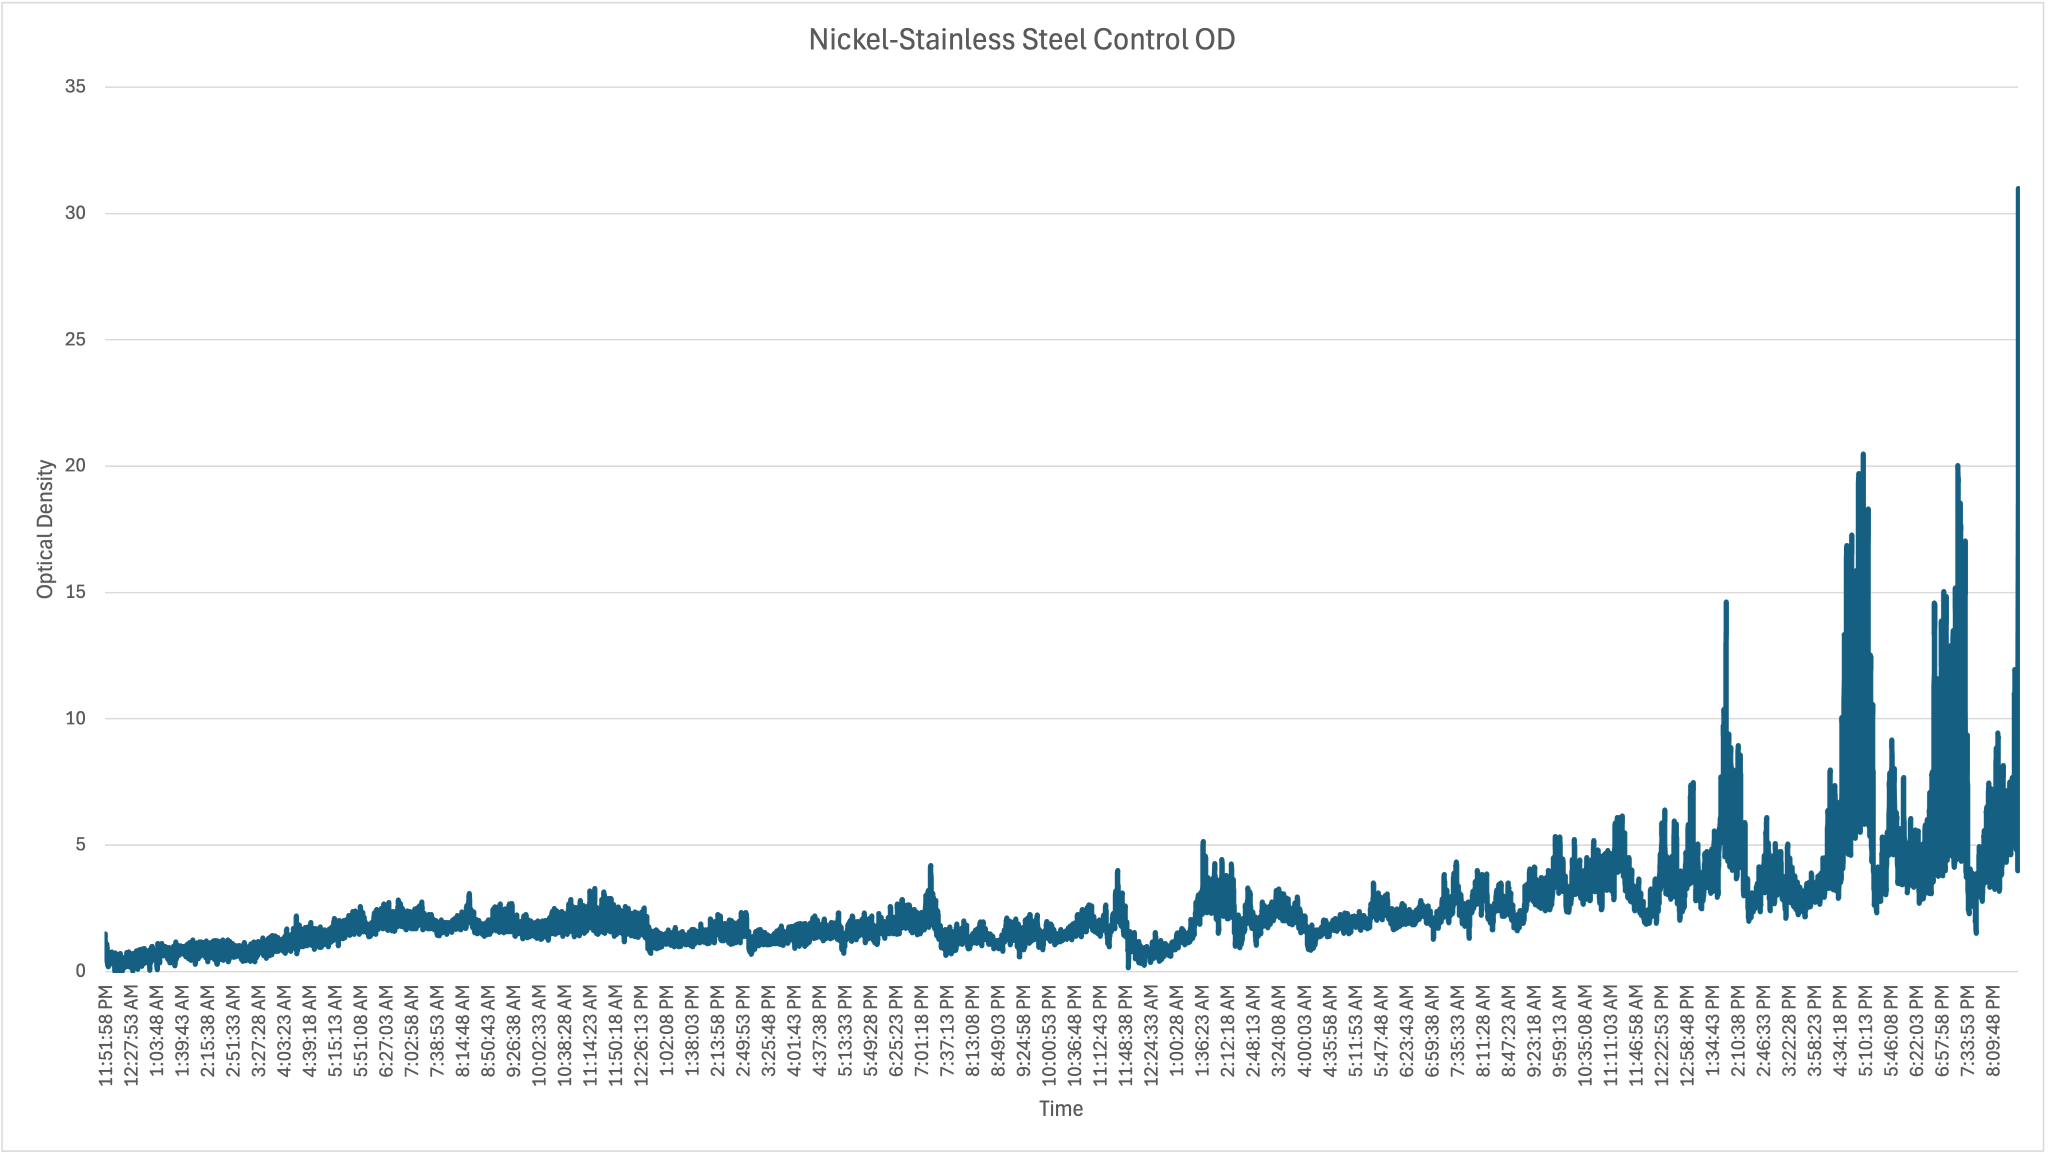 Nickel-Stainless Steel Control OD
35
30
25
20
15
10
5
0
Optical Density
11:51:58 PM
12:27:53 AM
1:03:48 AM
1:39:43 AM
2:15:38 AM
2:51:33 AM
3:27:28 AM
4:03:23 AM
4:39:18 AM
5:15:13 AM
5:51:08 AM
6:27:03 AM
7:02:58 AM
7:38:53 AM
8:14:48 AM
8:50:43 AM
9:26:38 AM
10:02:33 AM
10:38:28 AM
11:14:23 AM
11:50:18 AM
12:26:13 PM
1:02:08 PM
1:38:03 PM
2:13:58 PM
2:49:53 PM
3:25:48 PM
4:01:43 PM
4:37:38 PM
5:13:33 PM
5:49:28 PM
6:25:23 PM
7:01:18 PM
7:37:13 PM
8:13:08 PM
8:49:03 PM
9:24:58 PM
10:00:53 PM
10:36:48 PM
11:12:43 PM
11:48:38 PM
12:24:33 AM
1:00:28 AM
1:36:23 AM
2:12:18 AM
2:48:13 AM
3:24:08 AM
4:00:03 AM
4:35:58 AM
5:11:53 AM
5:47:48 AM
6:23:43 AM
6:59:38 AM
7:35:33 AM
8:11:28 AM
8:47:23 AM
9:23:18 AM
9:59:13 AM
10:35:08 AM
11:11:03 AM
11:46:58 AM
12:22:53 PM
12:58:48 PM
1:34:43 PM
2:10:38 PM
2:46:33 PM
3:22:28 PM
3:58:23 PM
4:34:18 PM
5:10:13 PM
5:46:08 PM
6:22:03 PM
6:57:58 PM
7:33:53 PM
8:09:48 PM
Time